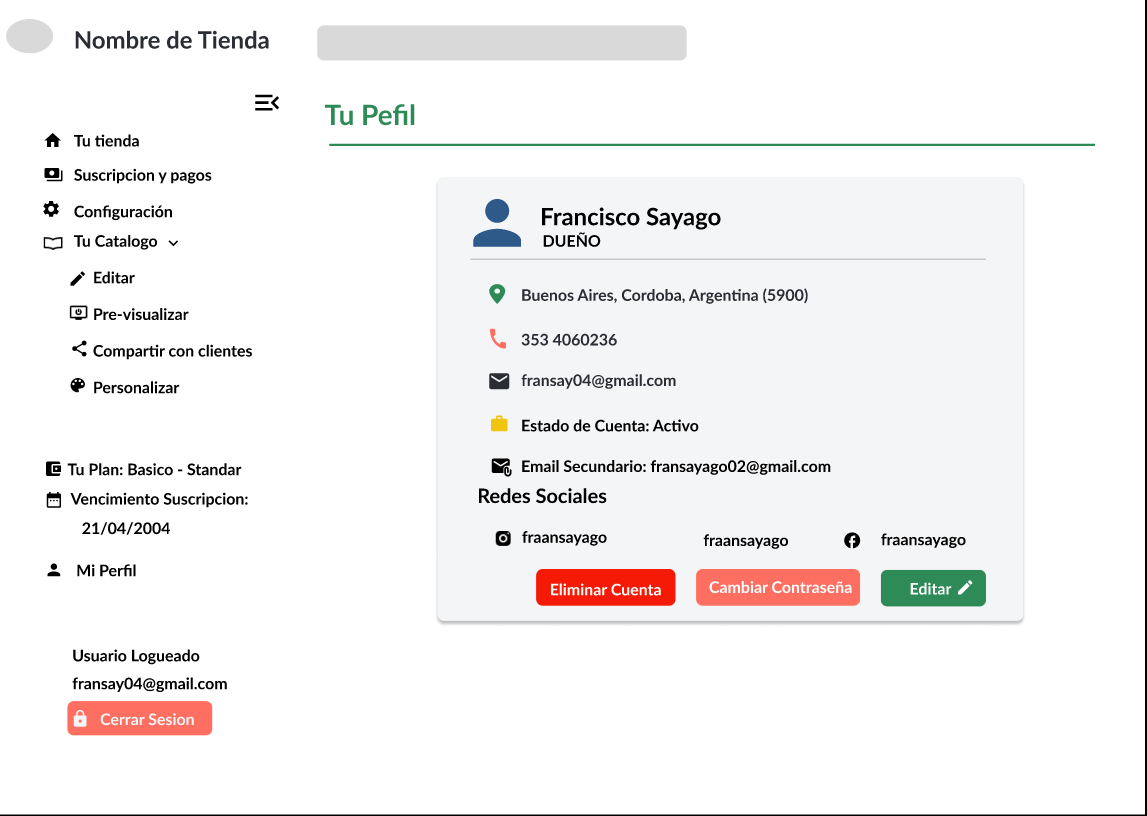 Nombre de Tienda
Tu Pefil
Tu tienda
Suscripcion y pagos
Configuración
Tu Catalogo
Editar
Pre-visualizar
Compartir con clientes
Personalizar
Tu Plan: Basico - Standar
Vencimiento Suscripcion:
21/04/2004
Mi Perfil
Usuario Logueado
fransay04@gmail.com
Cerrar Sesion
Francisco Sayago
DUEÑO
Buenos Aires, Cordoba, Argentina (5900)
353 4060236
fransay04@gmail.com
Estado de Cuenta: Activo
Email Secundario: fransayago02@gmail.com
Redes Sociales
fraansayago fraansayago fraansayago
Eliminar Cuenta Cambiar Contraseña Editar